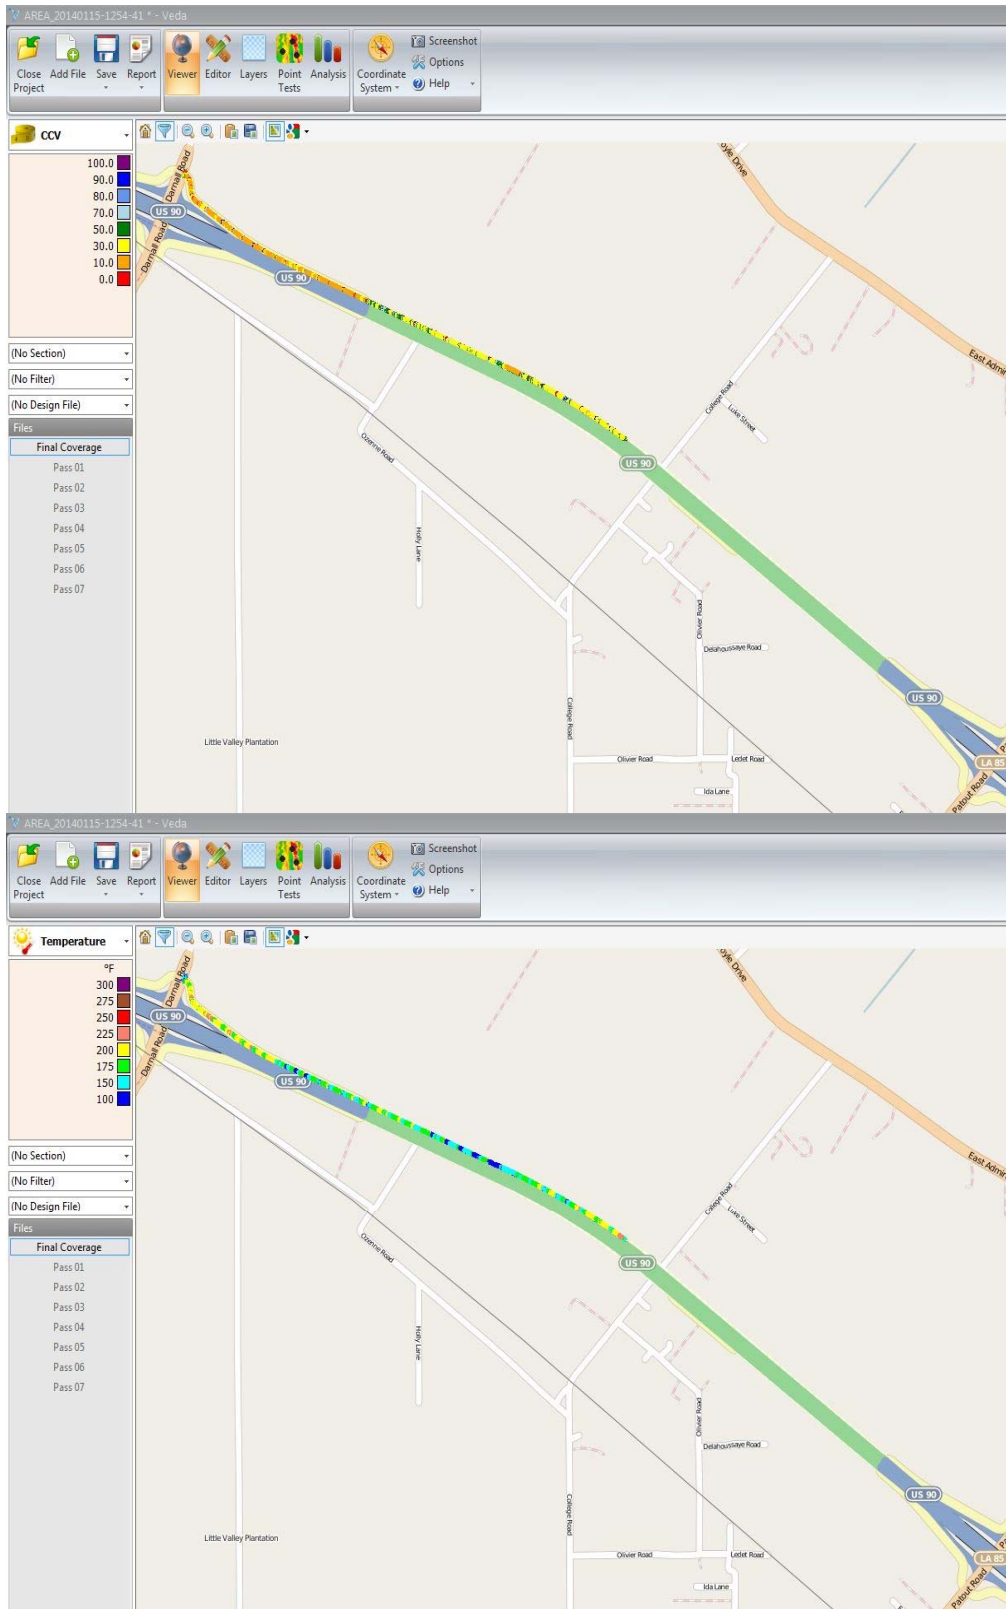 AREA_20140115-1254-41 * - Veda
Close Project
Add File
Save
Report
Viewer
Editor
Layers
Point Tests
Analysis
Coordinate System
Screenshot
Options
Help
CCV
100.0
90.0
80.0
70.0
50.0
30.0
10.0
0.0
(No Section)
(No Filter)
(No Design File)
Files
Final Coverage
Pass 01
Pass 02
Pass 03
Pass 04
Pass 05
Pass 06
Pass 07
Darnall Road
US 90
Darnall Road
US 90
oyle Drive
East Admir
College Road
Luke Street
Ozenne Road
US 90
Holly Lane
Olivier Road
Delahoussaye Road
College Road
US 90
Little Valley Plantation
Olivier Road
Ledet Road
LA 85
Ida Lane
Patout Road
AREA_20140115-1254-41 * - Veda
Close Project
Add File
Save
Report
Viewer
Editor
Layers
Point Tests
Analysis
Coordinate System
Screenshot
Options
Help
Temperature
°F
300
275
250
225
200
175
150
100
(No Section)
(No Filter)
(No Design File)
Files
Final Coverage
Pass 01
Pass 02
Pass 03
Pass 04
Pass 05
Pass 06
Pass 07
Darnall Road
US 90
Darnall Road
US 90
oyle Drive
East Admir
College Road
Luke Street
Ozenne Road
US 90
Holly Lane
Olivier Road
Delahoussaye Road
College Road
US 90
Little Valley Plantation
Olivier Road
Ledet Road
LA 85
Ida Lane
Patout Road